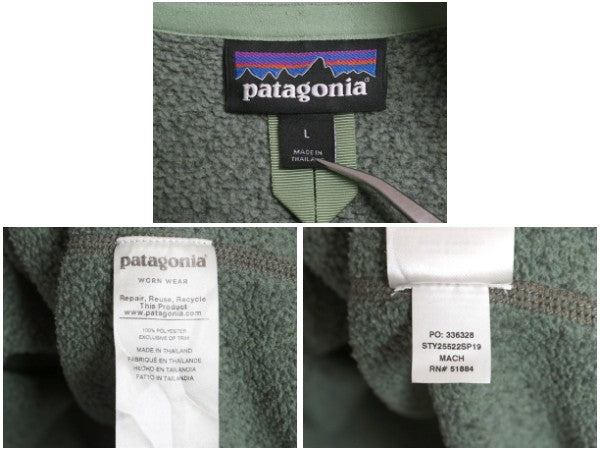 patagonia®
L
MADE IN
THAILAND
patagonia®
WORN WEAR
Repair, Reuse, Recycle
This Product
www.patagonia.com
100% POLYESTER
EXCLUSIVE OF TRIM
MADE IN THAILAND
FABRIQUÉ EN THAÏLANDE
HECHO EN TAILANDIA
FATTO IN TAILANDIA
PO: 336328
STY25522SP19
MACH
RN# 51884